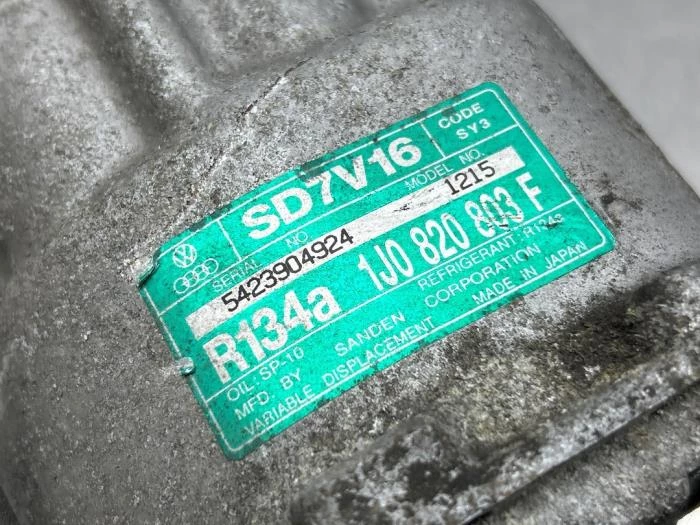 SD7V16
CODE
SY3
SERIAL NO
MODEL NO.
5423904924
1215
R134a 1J0 820 803 F
OIL: SP-10
REFRIGERANT: R134a
MFD. BY SANDEN CORPORATION
VARIABLE DISPLACEMENT MADE IN JAPAN